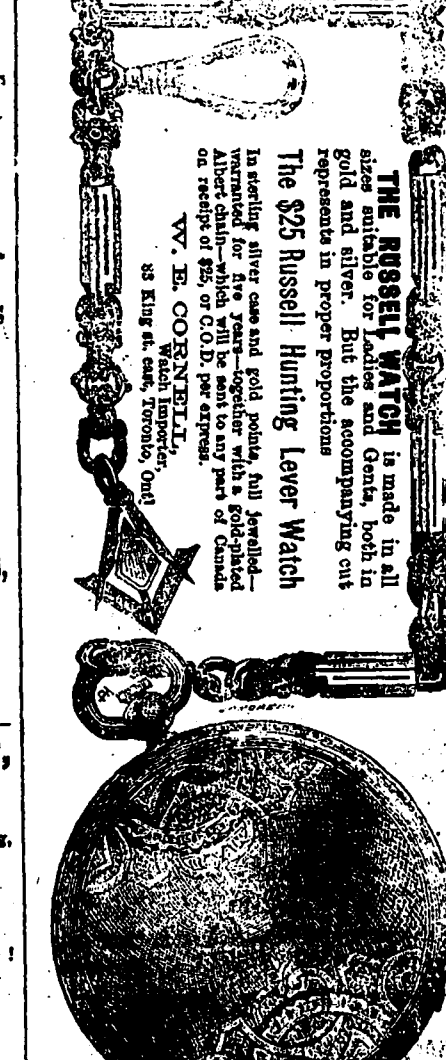 THE RUSSELL WATCH is made in all
sizes suitable for Ladies and Gents, both in
gold and silver. But the accompanying cut
represents in proper proportions
The $25 Russell Hunting Lever Watch
In sterling silver case and gold points, full jewelled—
warranted for five years—together with a gold-plated
Albert chain—which will be sent to any part of Canada
on receipt of $25, or C.O.D. per express.
W. E. CORNELL,
Watch Importer,
83 King st. east, Toronto, Ont.